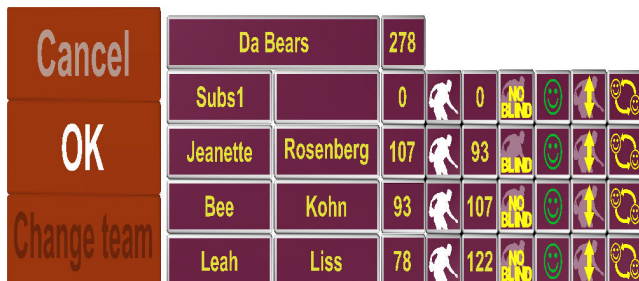 Cancel
OK
Change team
Da Bears 278
Subs1 0 0 NO BLIND
Jeanette Rosenberg 107 93 NO BLIND
Bee Kohn 93 107 NO BLIND
Leah Liss 78 122 NO BLIND